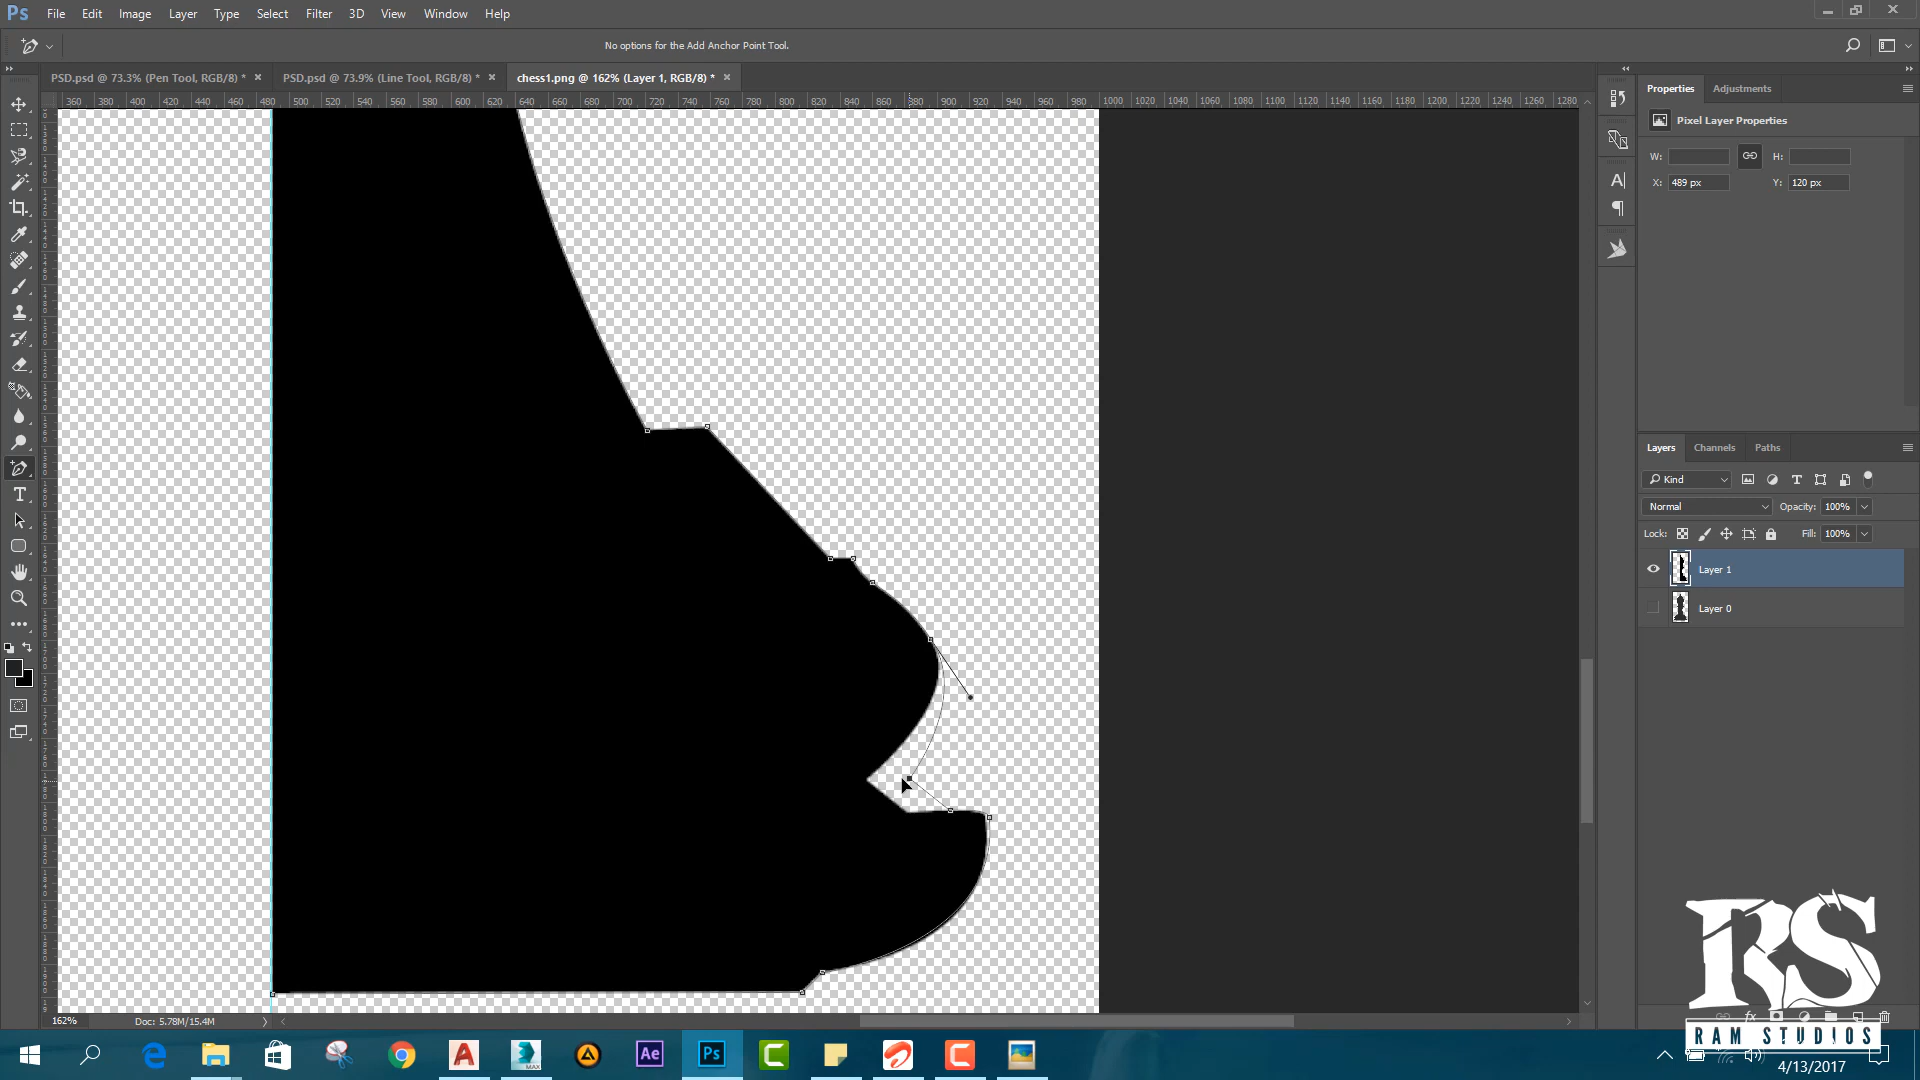 Ps File Edit Image Layer Type Select Filter 3D View Window Help
No options for the Add Anchor Point Tool.
PSD.psd @ 73.3% (Pen Tool, RGB/8) * × PSD.psd @ 73.9% (Line Tool, RGB/8) * × chess1.png @ 162% (Layer 1, RGB/8) * ×
360 380 400 420 440 460 480 500 520 540 560 580 600 620 640 660 680 700 720 740 760 780 800 820 840 860 880 900 920 940 960 980 1000 1020 1040 1060 1080 1100 1120 1140 1160 1180 1200 1220 1240 1260 1280
Properties Adjustments
Pixel Layer Properties
W: H:
X: 489 px Y: 120 px
Layers Channels Paths
Kind
Normal Opacity: 100%
Lock: Fill: 100%
Layer 1
Layer 0
162% Doc: 5.78M/15.4M
RS
RAM STUDIOS
Ae Ps
MAX
4/13/2017